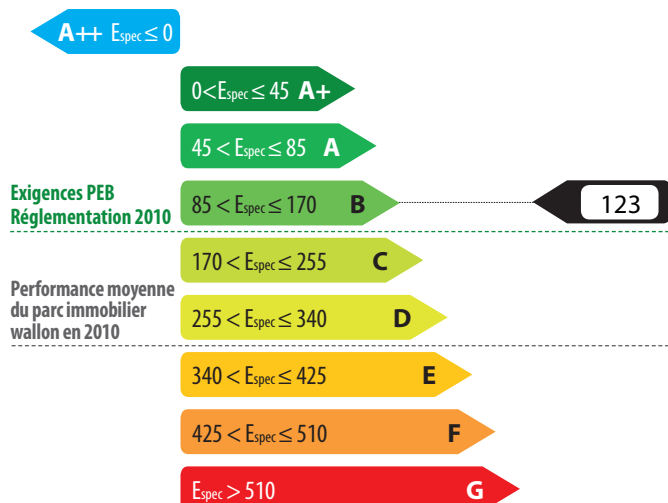 A++ Espec ≤ 0
0<Espec ≤ 45 A+
45 < Espec ≤ 85 A
Exigences PEB
Réglementation 2010
85 < Espec ≤ 170 B
123
170 < Espec ≤ 255 C
Performance moyenne
du parc immobilier
wallon en 2010
255 < Espec ≤ 340 D
340 < Espec ≤ 425 E
425 < Espec ≤ 510 F
Espec > 510 G